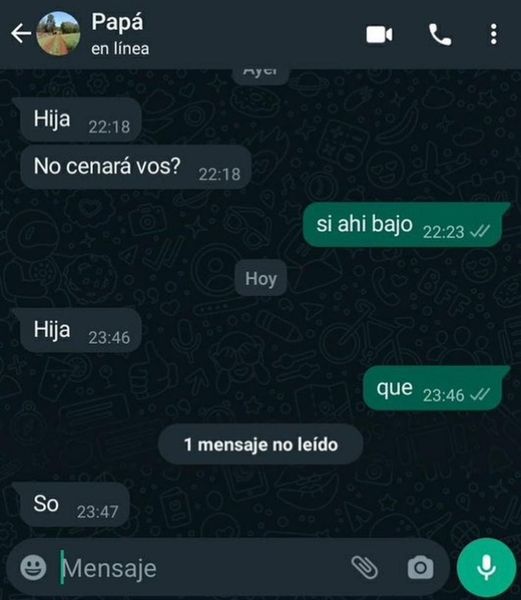 Papá
en línea
Ayer
Hija 22:18
No cenará vos? 22:18
si ahi bajo 22:23
Hoy
Hija 23:46
que 23:46
1 mensaje no leído
So 23:47
Mensaje